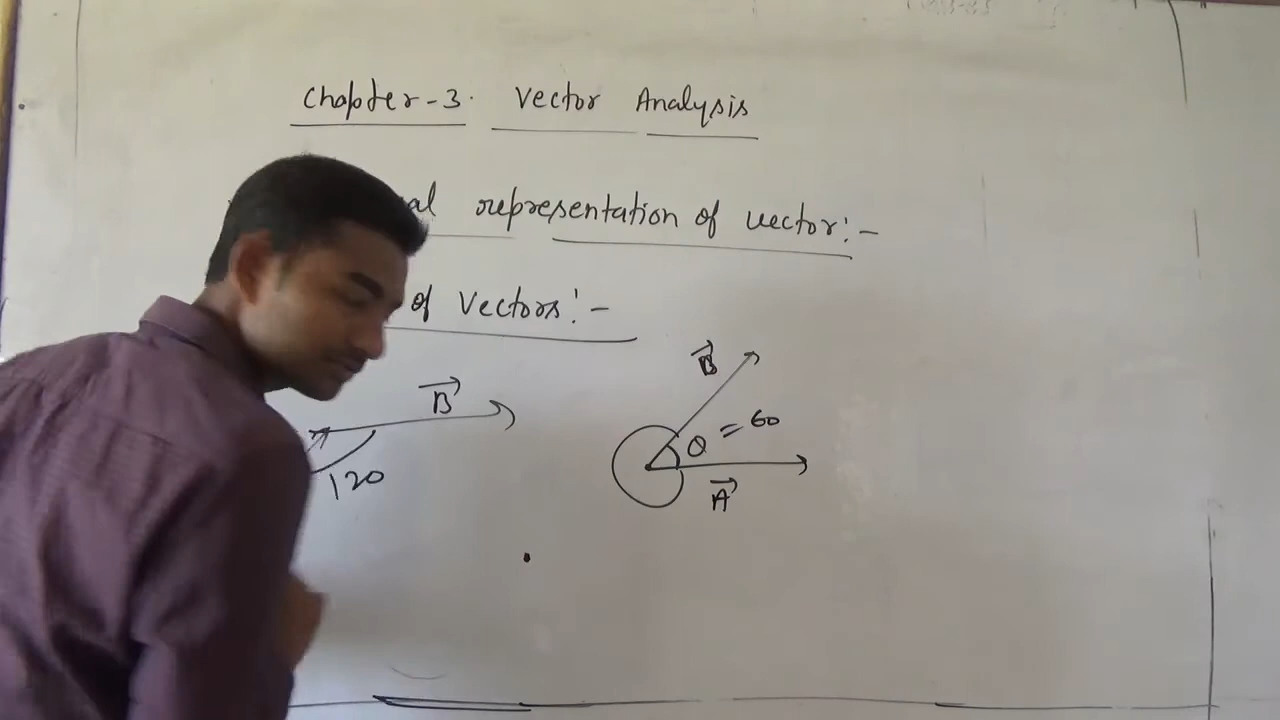 Chapter-3. Vector Analysis
representation of vector:-
of Vectors:-
B
B
θ = 60
120
A